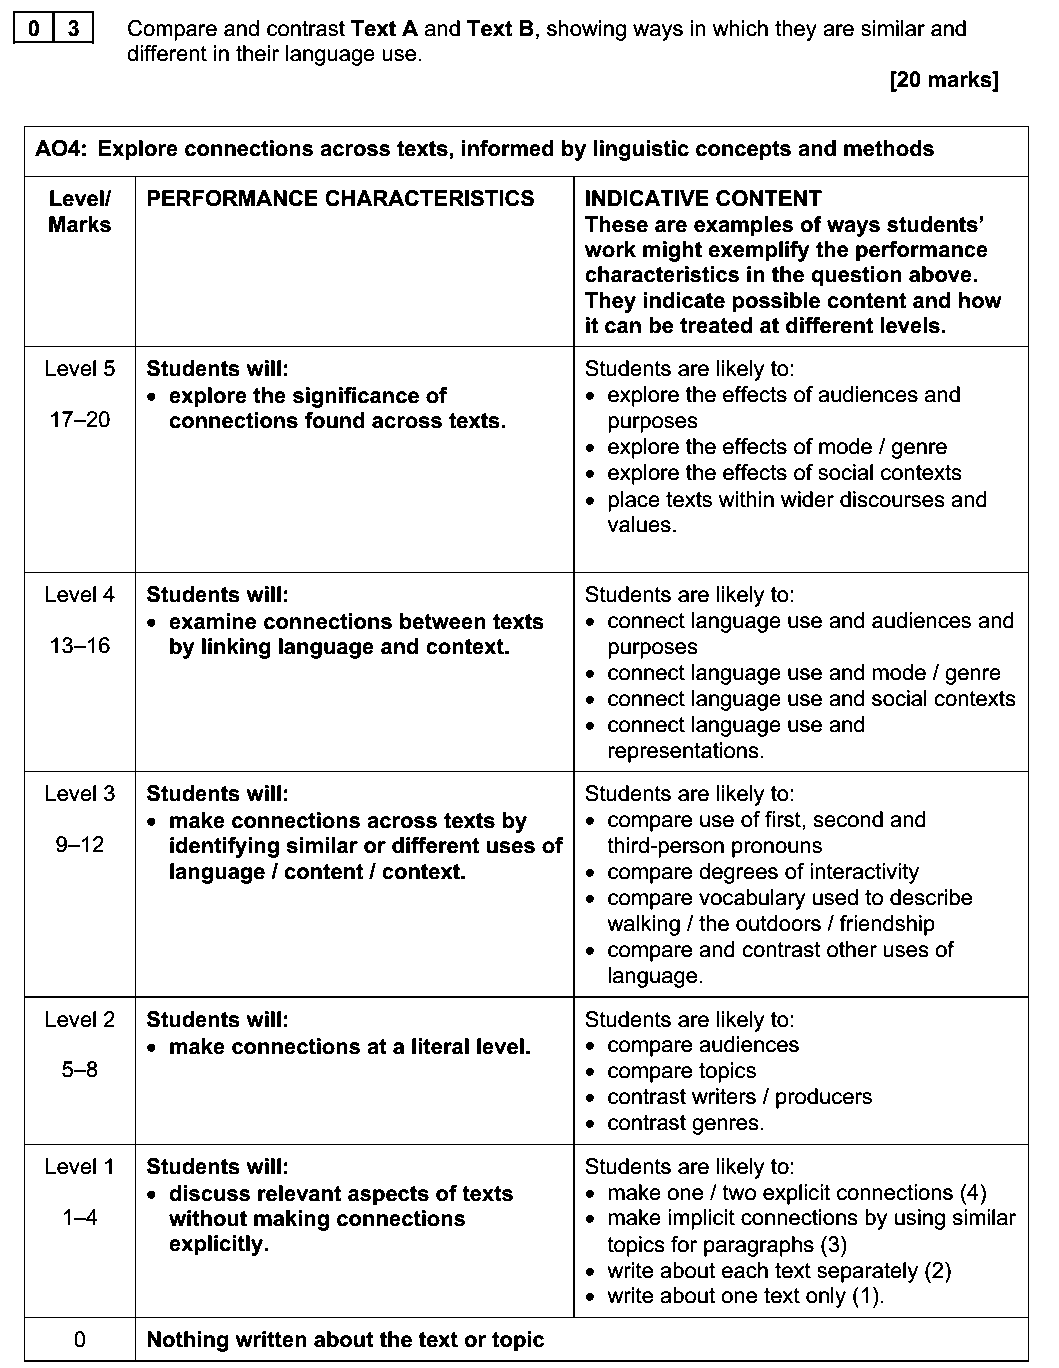 0 3 Compare and contrast Text A and Text B, showing ways in which they are similar and
different in their language use.
[20 marks]
AO4: Explore connections across texts, informed by linguistic concepts and methods
Level/
Marks
PERFORMANCE CHARACTERISTICS
INDICATIVE CONTENT
These are examples of ways students’
work might exemplify the performance
characteristics in the question above.
They indicate possible content and how
it can be treated at different levels.
Level 5
17–20
Students will:
• explore the significance of
connections found across texts.
Students are likely to:
• explore the effects of audiences and
purposes
• explore the effects of mode / genre
• explore the effects of social contexts
• place texts within wider discourses and
values.
Level 4
13–16
Students will:
• examine connections between texts
by linking language and context.
Students are likely to:
• connect language use and audiences and
purposes
• connect language use and mode / genre
• connect language use and social contexts
• connect language use and
representations.
Level 3
9–12
Students will:
• make connections across texts by
identifying similar or different uses of
language / content / context.
Students are likely to:
• compare use of first, second and
third-person pronouns
• compare degrees of interactivity
• compare vocabulary used to describe
walking / the outdoors / friendship
• compare and contrast other uses of
language.
Level 2
5–8
Students will:
• make connections at a literal level.
Students are likely to:
• compare audiences
• compare topics
• contrast writers / producers
• contrast genres.
Level 1
1–4
Students will:
• discuss relevant aspects of texts
without making connections
explicitly.
Students are likely to:
• make one / two explicit connections (4)
• make implicit connections by using similar
topics for paragraphs (3)
• write about each text separately (2)
• write about one text only (1).
0
Nothing written about the text or topic